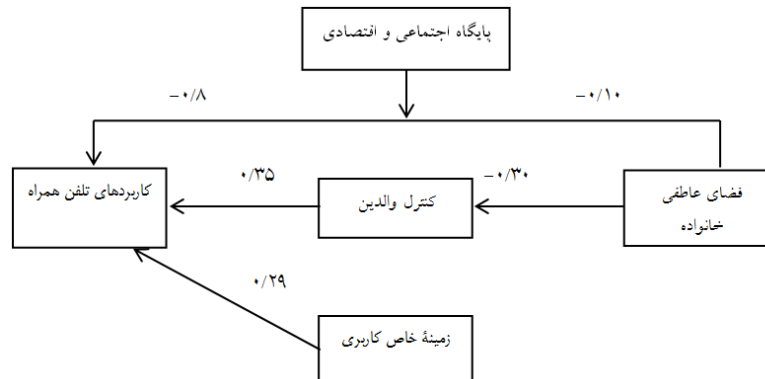 پایگاه اجتماعی و اقتصادی
-۰/۸
-۰/۱۰
کاربردهای تلفن همراه
۰/۳۵
کنترل والدین
-۰/۳۰
فضای عاطفی
خانواده
۰/۲۹
زمینۀ خاص کاربری